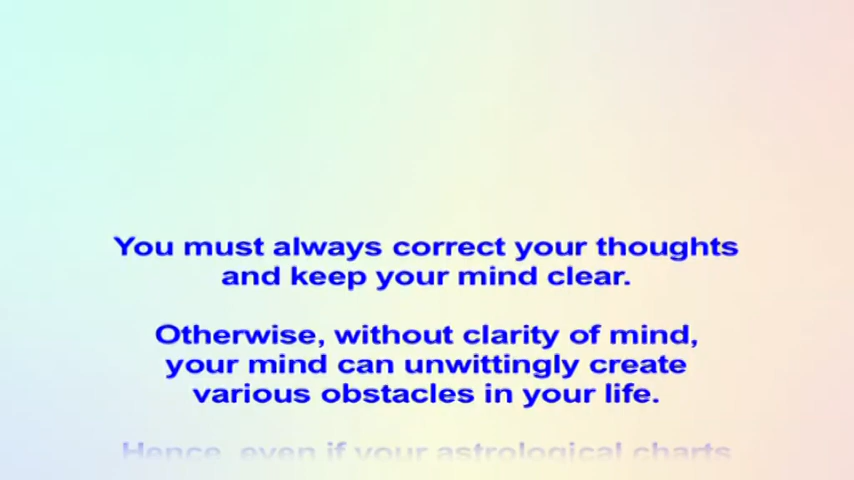 You must always correct your thoughts
and keep your mind clear.
Otherwise, without clarity of mind,
your mind can unwittingly create
various obstacles in your life.
Hence, even if your astrological charts